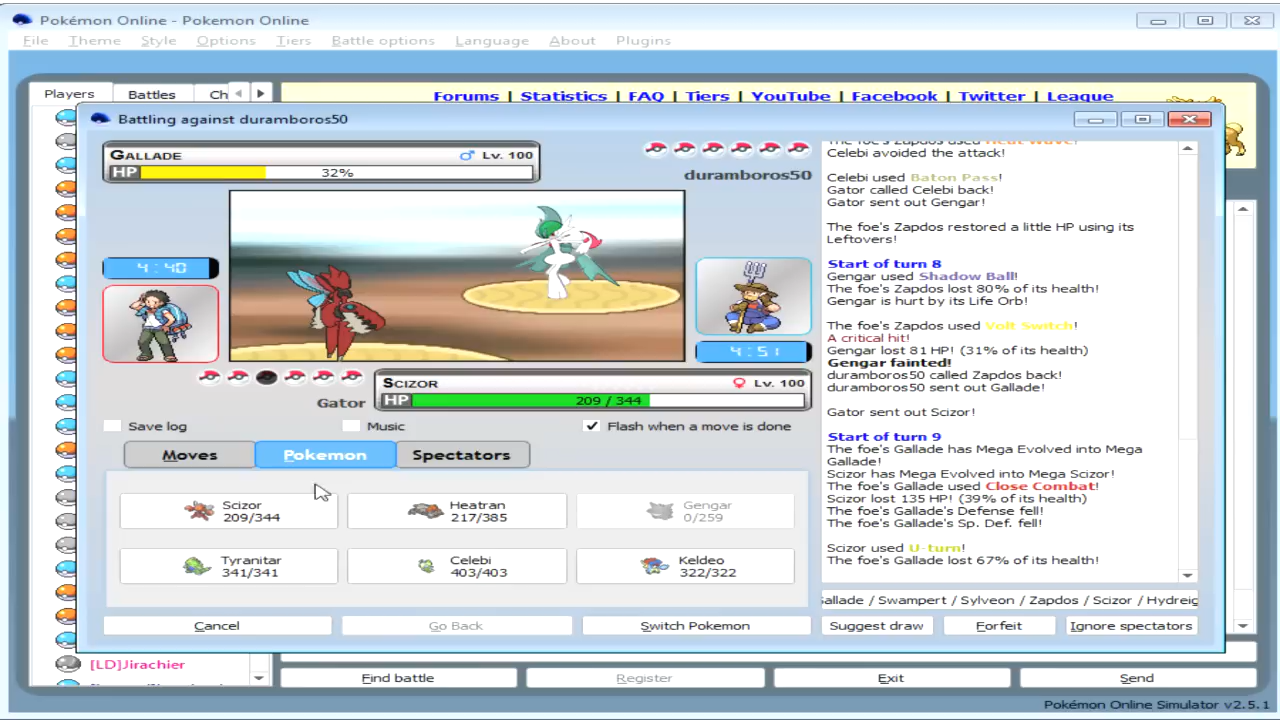 Pokémon Online - Pokemon Online
File Theme Style Options Tiers Battle options Language About Plugins
Players Battles Ch
Forums | Statistics | FAQ | Tiers | YouTube | Facebook | Twitter | League
Battling against duramboros50
GALLADE ♂ Lv. 100
HP 32%
duramboros50
4:40
4:51
SCIZOR ♀ Lv. 100
Gator
HP 209 / 344
Save log Music Flash when a move is done
Moves Pokemon Spectators
Scizor
209/344
Heatran
217/385
Gengar
0/259
Tyranitar
341/341
Celebi
403/403
Keldeo
322/322
Cancel Go Back Switch Pokemon
The foe's Zapdos used Heat Wave!
Celebi avoided the attack!
Celebi used Baton Pass!
Gator called Celebi back!
Gator sent out Gengar!
The foe's Zapdos restored a little HP using its
Leftovers!
Start of turn 8
Gengar used Shadow Ball!
The foe's Zapdos lost 80% of its health!
Gengar is hurt by its Life Orb!
The foe's Zapdos used Volt Switch!
A critical hit!
Gengar lost 81 HP! (31% of its health)
Gengar fainted!
duramboros50 called Zapdos back!
duramboros50 sent out Gallade!
Gator sent out Scizor!
Start of turn 9
The foe's Gallade has Mega Evolved into Mega
Gallade!
Scizor has Mega Evolved into Mega Scizor!
The foe's Gallade used Close Combat!
Scizor lost 135 HP! (39% of its health)
The foe's Gallade's Defense fell!
The foe's Gallade's Sp. Def. fell!
Scizor used U-turn!
The foe's Gallade lost 67% of its health!
Gallade / Swampert / Sylveon / Zapdos / Scizor / Hydreig
Suggest draw Forfeit Ignore spectators
[LD]Jirachier
Find battle Register Exit Send
Pokémon Online Simulator v2.5.1